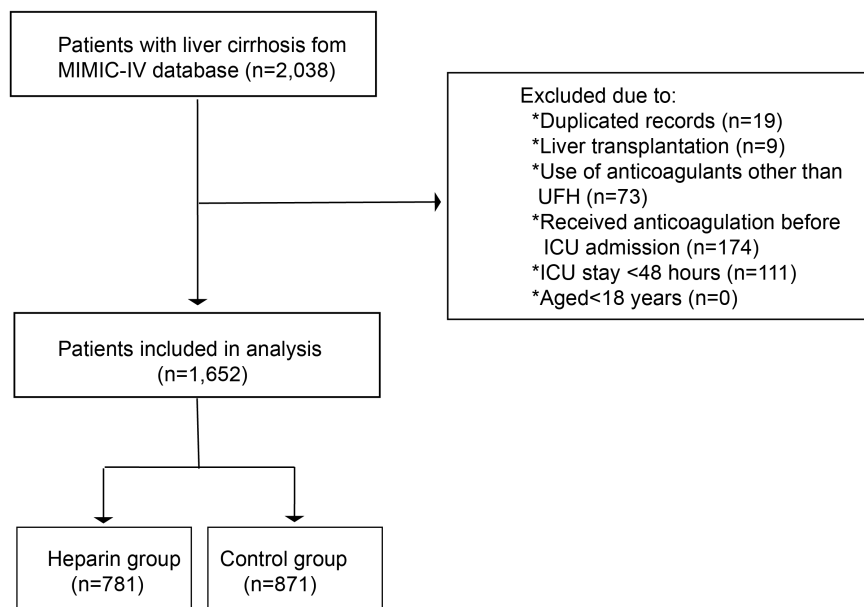 Patients with liver cirrhosis fom
MIMIC-IV database (n=2,038)
Excluded due to:
*Duplicated records (n=19)
*Liver transplantation (n=9)
*Use of anticoagulants other than
UFH (n=73)
*Received anticoagulation before
ICU admission (n=174)
*ICU stay <48 hours (n=111)
*Aged<18 years (n=0)
Patients included in analysis
(n=1,652)
Heparin group
(n=781)
Control group
(n=871)